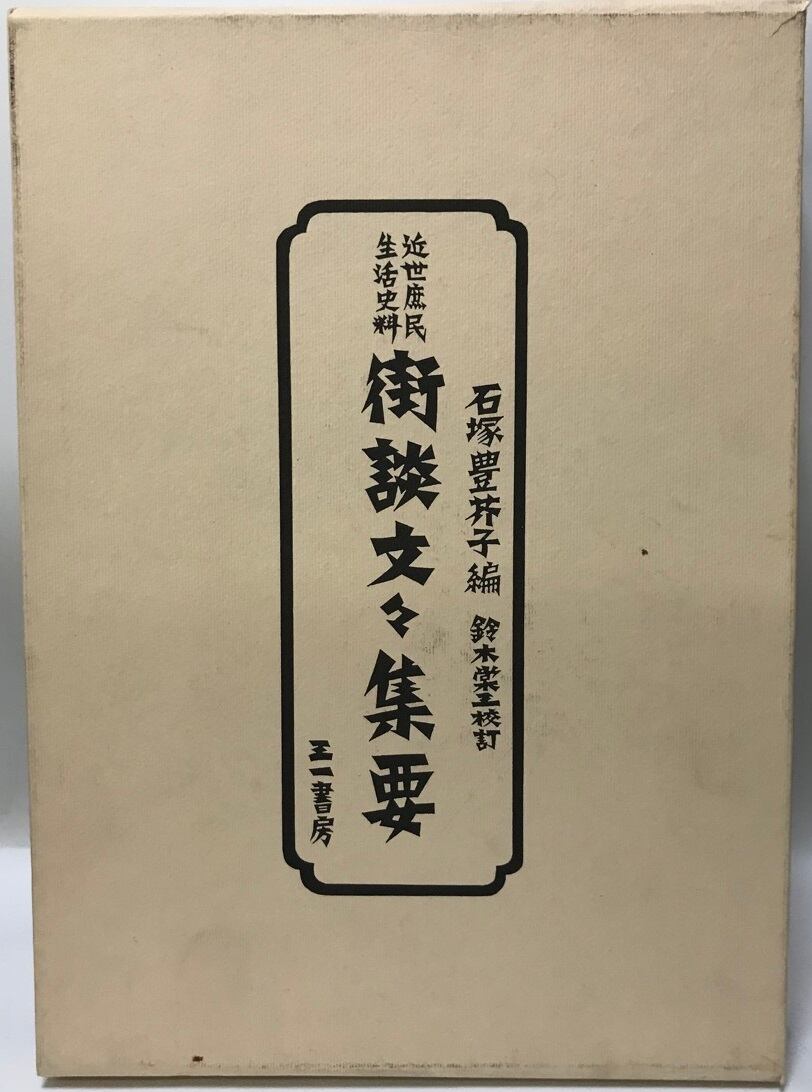 石塚豊芥子編 鈴木棠三校訂
近世庶民
生活史料
街談文々集要
三一書房